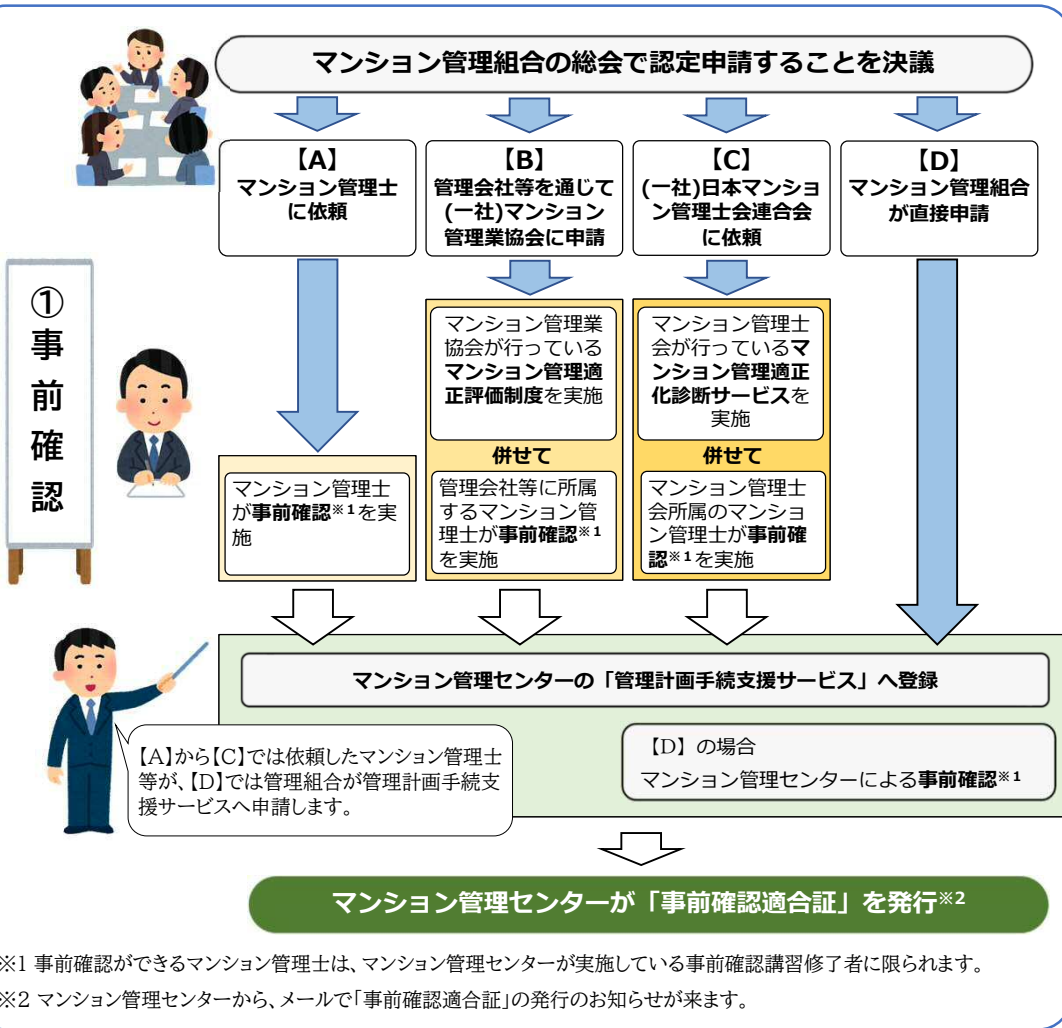 マンション管理組合の総会で認定申請することを決議
【A】
マンション管理士
に依頼
【B】
管理会社等を通じて
(一社)マンション
管理業協会に申請
【C】
(一社)日本マンショ
ン管理士会連合会
に依頼
【D】
マンション管理組合
が直接申請
①
事
前
確
認
マンション管理業
協会が行っている
マンション管理適
正評価制度を実施
併せて
管理会社等に所属
するマンション管
理士が事前確認※1
を実施
マンション管理士
会が行っているマ
ンション管理適正
化診断サービスを
実施
併せて
マンション管理士
会所属のマンショ
ン管理士が事前確
認※1を実施
マンション管理士
が事前確認※1を実
施
マンション管理センターの「管理計画手続支援サービス」へ登録
【A】から【C】では依頼したマンション管理士
等が、【D】では管理組合が管理計画手続支
援サービスへ申請します。
【D】の場合
マンション管理センターによる事前確認※1
マンション管理センターが「事前確認適合証」を発行※2
※1 事前確認ができるマンション管理士は、マンション管理センターが実施している事前確認講習修了者に限られます。
※2 マンション管理センターから、メールで「事前確認適合証」の発行のお知らせが来ます。